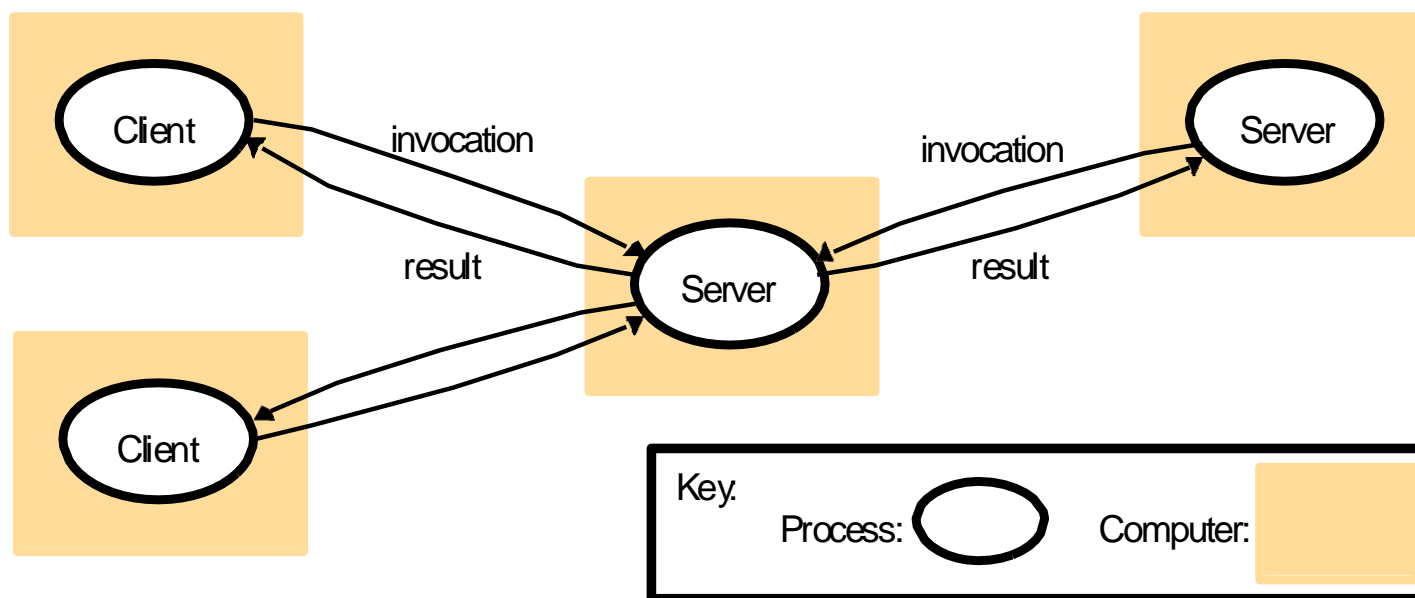 Client
invocation
result
Server
invocation
result
Server
Client
Key:
Process:
Computer: